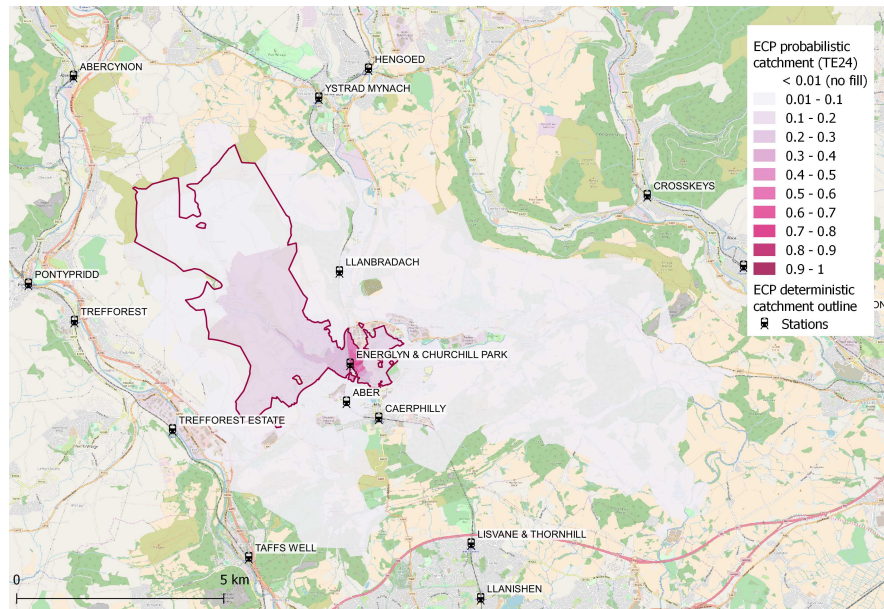 ABERCYNON
HENGOED
YSTRAD MYNACH
CROSSKEYS
LLANBRADACH
PONTYPRIDD
TREFFOREST
ENERGLYN & CHURCHILL PARK
ABER
CAERPHILLY
TREFFOREST ESTATE
LISVANE & THORNHILL
TAFFS WELL
LLANISHEN
0
5 km
ECP probabilistic
catchment (TE24)
< 0.01 (no fill)
0.01 - 0.1
0.1 - 0.2
0.2 - 0.3
0.3 - 0.4
0.4 - 0.5
0.5 - 0.6
0.6 - 0.7
0.7 - 0.8
0.8 - 0.9
0.9 - 1
ECP deterministic
catchment outline
Stations